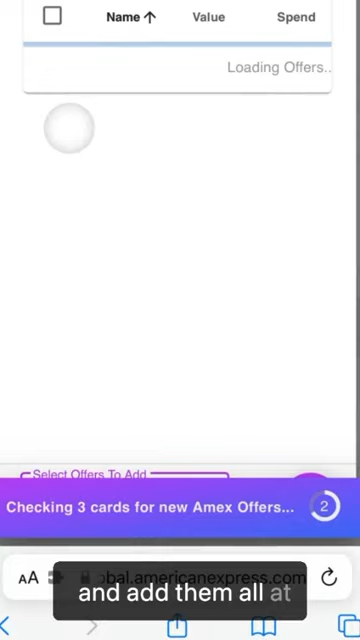 Name ↑ Value Spend
Loading Offers..
Select Offers To Add
Checking 3 cards for new Amex Offers... 2
AA bal.americanexpress.com
and add them all at